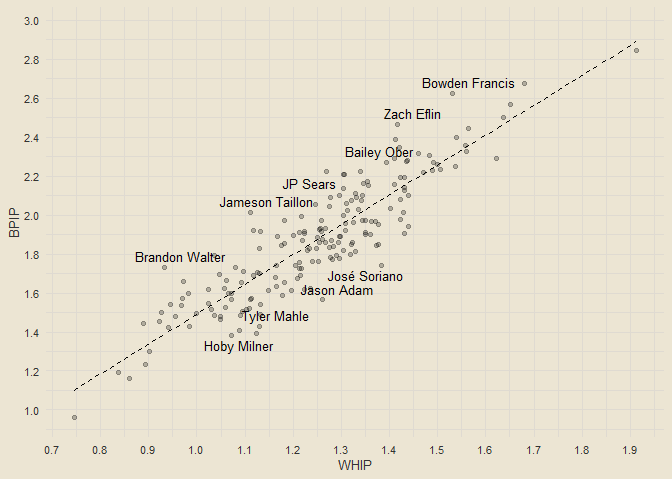 3.0
2.8
Bowden Francis
2.6
Zach Eflin
2.4
Bailey Ober
2.2
JP Sears
Jameson Taillon
2.0
BPIP
Brandon Walter
1.8
José Soriano
Jason Adam
1.6
Tyler Mahle
1.4
Hoby Milner
1.2
1.0
0.7 0.8 0.9 1.0 1.1 1.2 1.3 1.4 1.5 1.6 1.7 1.8 1.9
WHIP